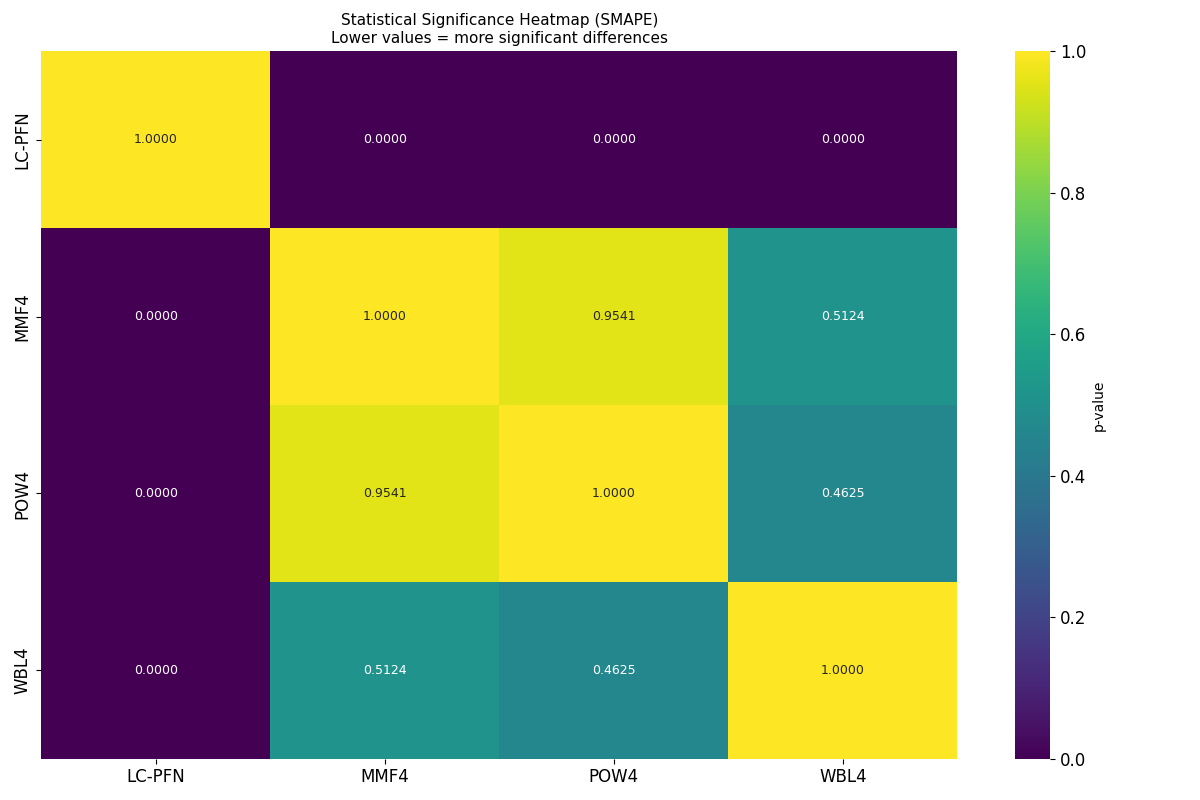 Statistical Significance Heatmap (SMAPE)
Lower values = more significant differences
LC-PFN 1.0000 0.0000 0.0000 0.0000
MMF4 0.0000 1.0000 0.9541 0.5124
POW4 0.0000 0.9541 1.0000 0.4625
WBL4 0.0000 0.5124 0.4625 1.0000
LC-PFN MMF4 POW4 WBL4
1.0
0.8
0.6
0.4
0.2
0.0
p-value